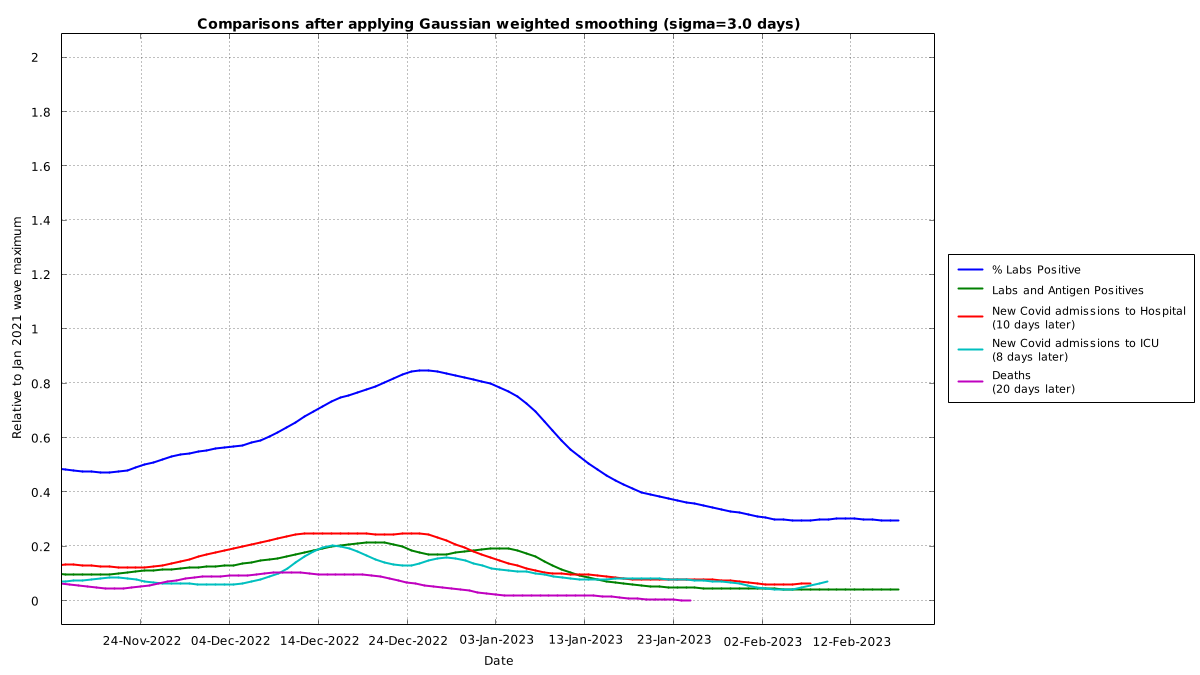 Comparisons after applying Gaussian weighted smoothing (sigma=3.0 days)
Relative to Jan 2021 wave maximum
2
1.8
1.6
1.4
1.2
1
0.8
0.6
0.4
0.2
0
24-Nov-2022 04-Dec-2022 14-Dec-2022 24-Dec-2022 03-Jan-2023 13-Jan-2023 23-Jan-2023 02-Feb-2023 12-Feb-2023
Date
% Labs Positive
Labs and Antigen Positives
New Covid admissions to Hospital
(10 days later)
New Covid admissions to ICU
(8 days later)
Deaths
(20 days later)